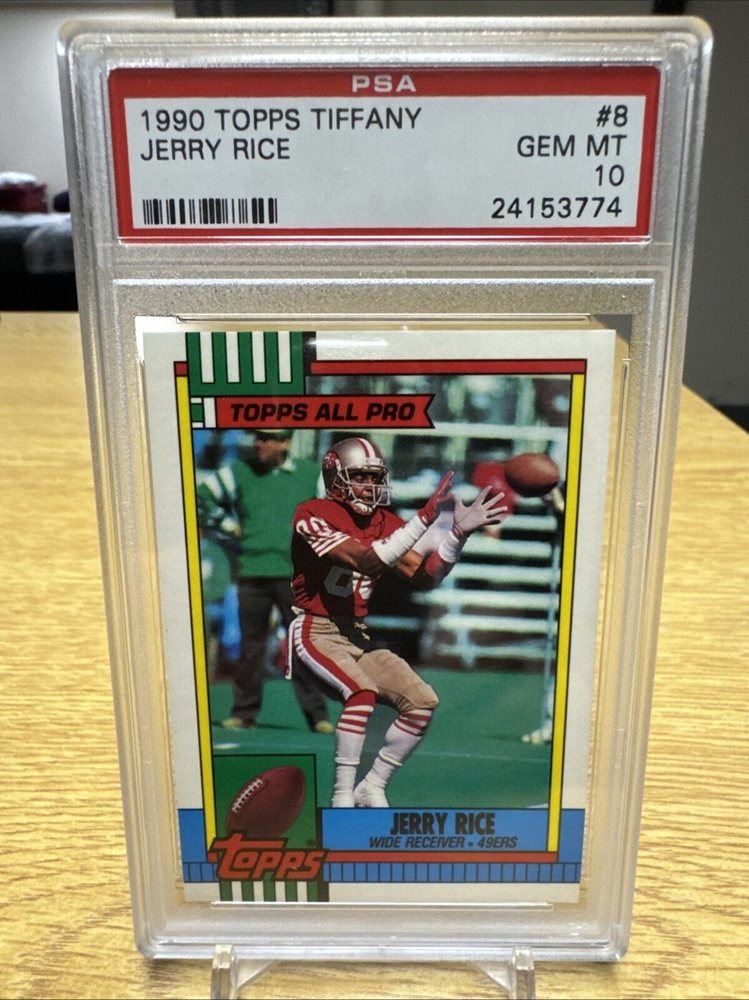 PSA
1990 TOPPS TIFFANY #8
JERRY RICE GEM MT
10
24153774
TOPPS ALL PRO
80
JERRY RICE
WIDE RECEIVER • 49ERS
TOPPS®